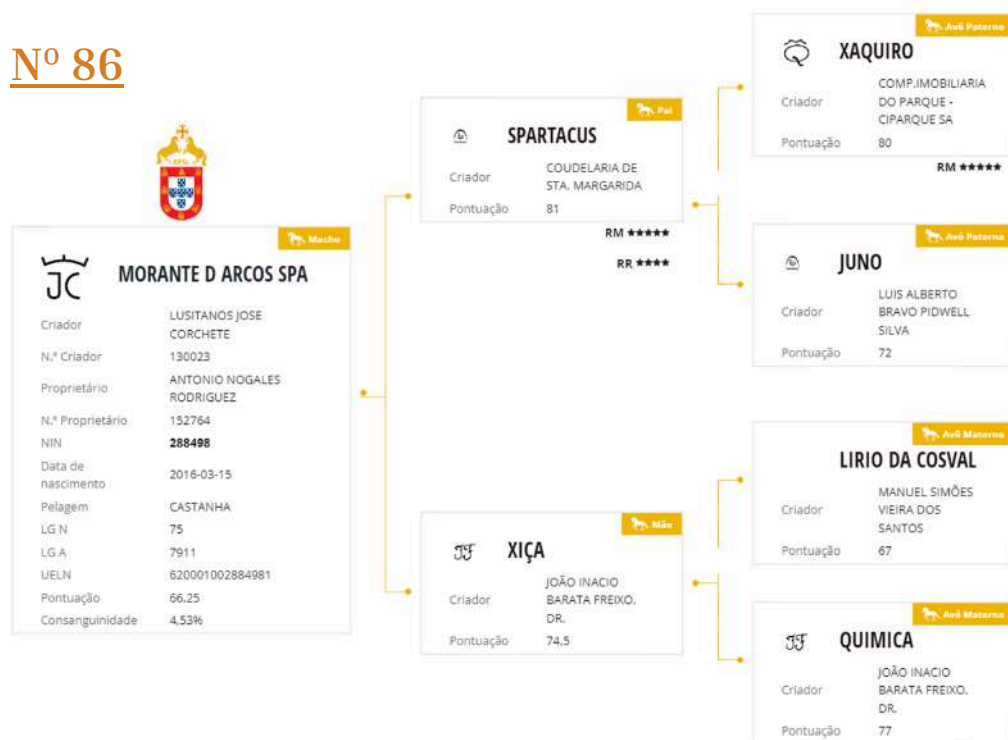 Nº 86
Macho
MORANTE D ARCOS SPA
Criador LUSITANOS JOSE
CORCHETE
N.º Criador 130023
Proprietário ANTONIO NOGALES
RODRIGUEZ
N.º Proprietário 152764
NIN 288498
Data de
nascimento 2016-03-15
Pelagem CASTANHA
LG N 75
LG A 7911
UELN 620001002884981
Pontuação 66,25
Consanguinidade 4,53%
Pai
SPARTACUS
Criador COUDELARIA DE
STA. MARGARIDA
Pontuação 81
RM ★★★★★
RR ★★★★
Mãe
XIÇA
Criador JOÃO INACIO
BARATA FREIXO,
DR.
Pontuação 74,5
Avô Paterno
XAQUIRO
Criador COMP.IMOBILIARIA
DO PARQUE -
CIPARQUE SA
Pontuação 80
RM ★★★★★
Avó Paterna
JUNO
Criador LUIS ALBERTO
BRAVO PIDWELL
SILVA
Pontuação 72
Avô Materno
LIRIO DA COSVAL
Criador MANUEL SIMÕES
VIEIRA DOS
SANTOS
Pontuação 67
Avó Materna
QUIMICA
Criador JOÃO INACIO
BARATA FREIXO,
DR.
Pontuação 77